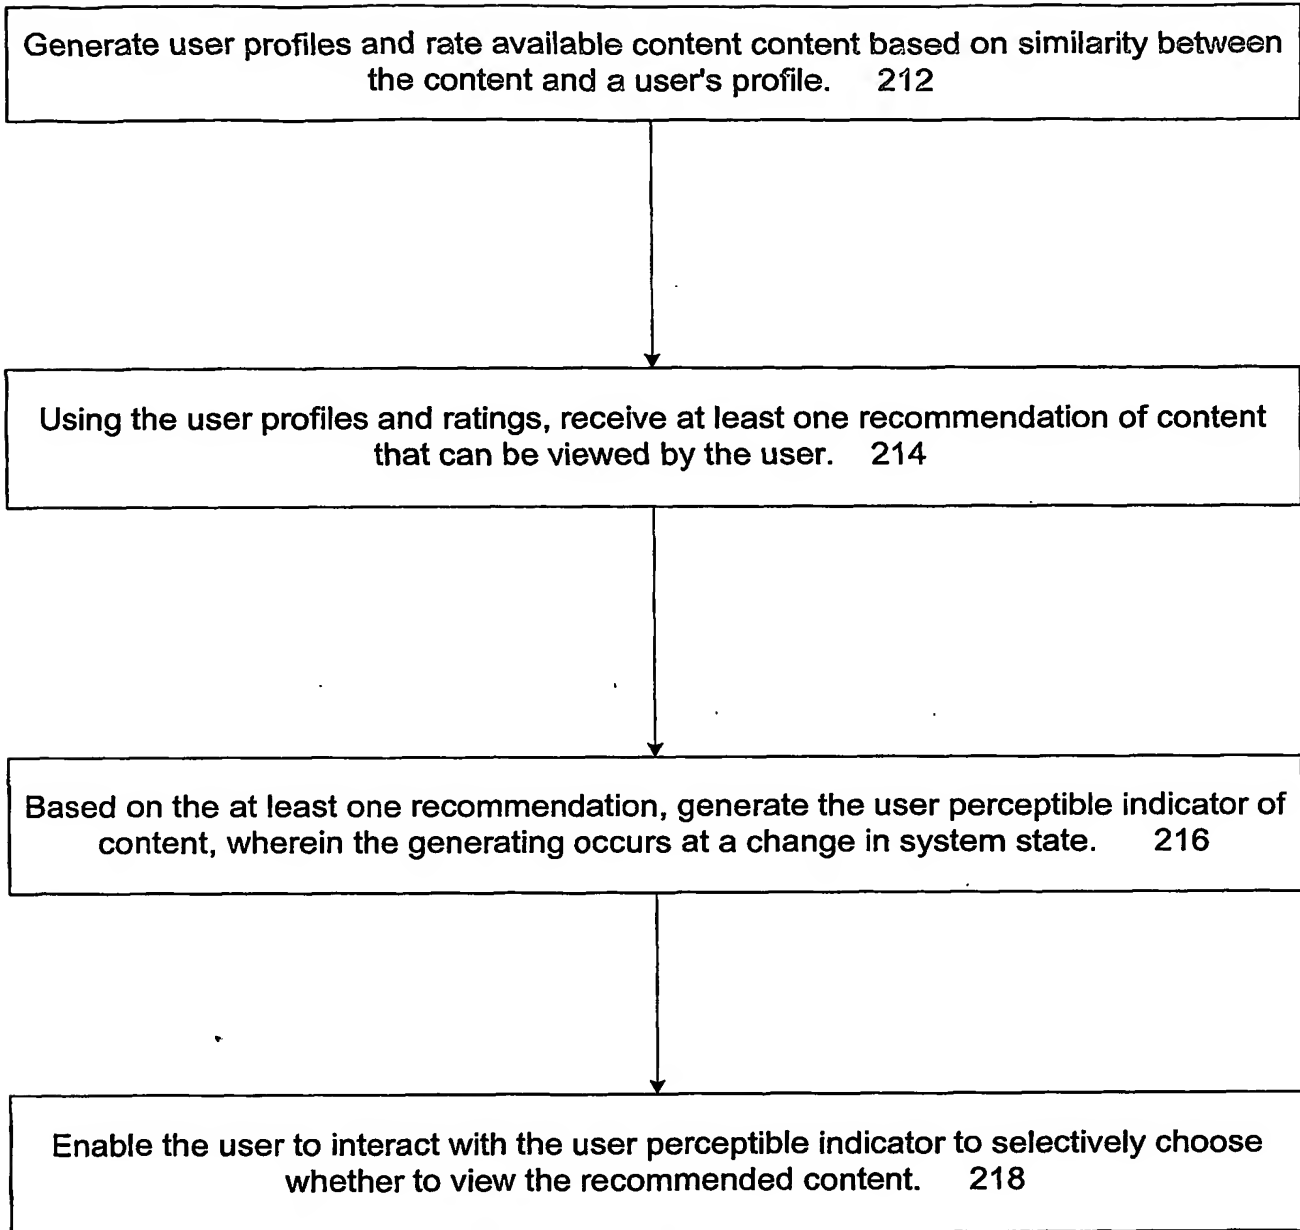 Generate user profiles and rate available content content based on similarity between
the content and a user's profile. 212
Using the user profiles and ratings, receive at least one recommendation of content
that can be viewed by the user. 214
Based on the at least one recommendation, generate the user perceptible indicator of
content, wherein the generating occurs at a change in system state. 216
Enable the user to interact with the user perceptible indicator to selectively choose
whether to view the recommended content. 218